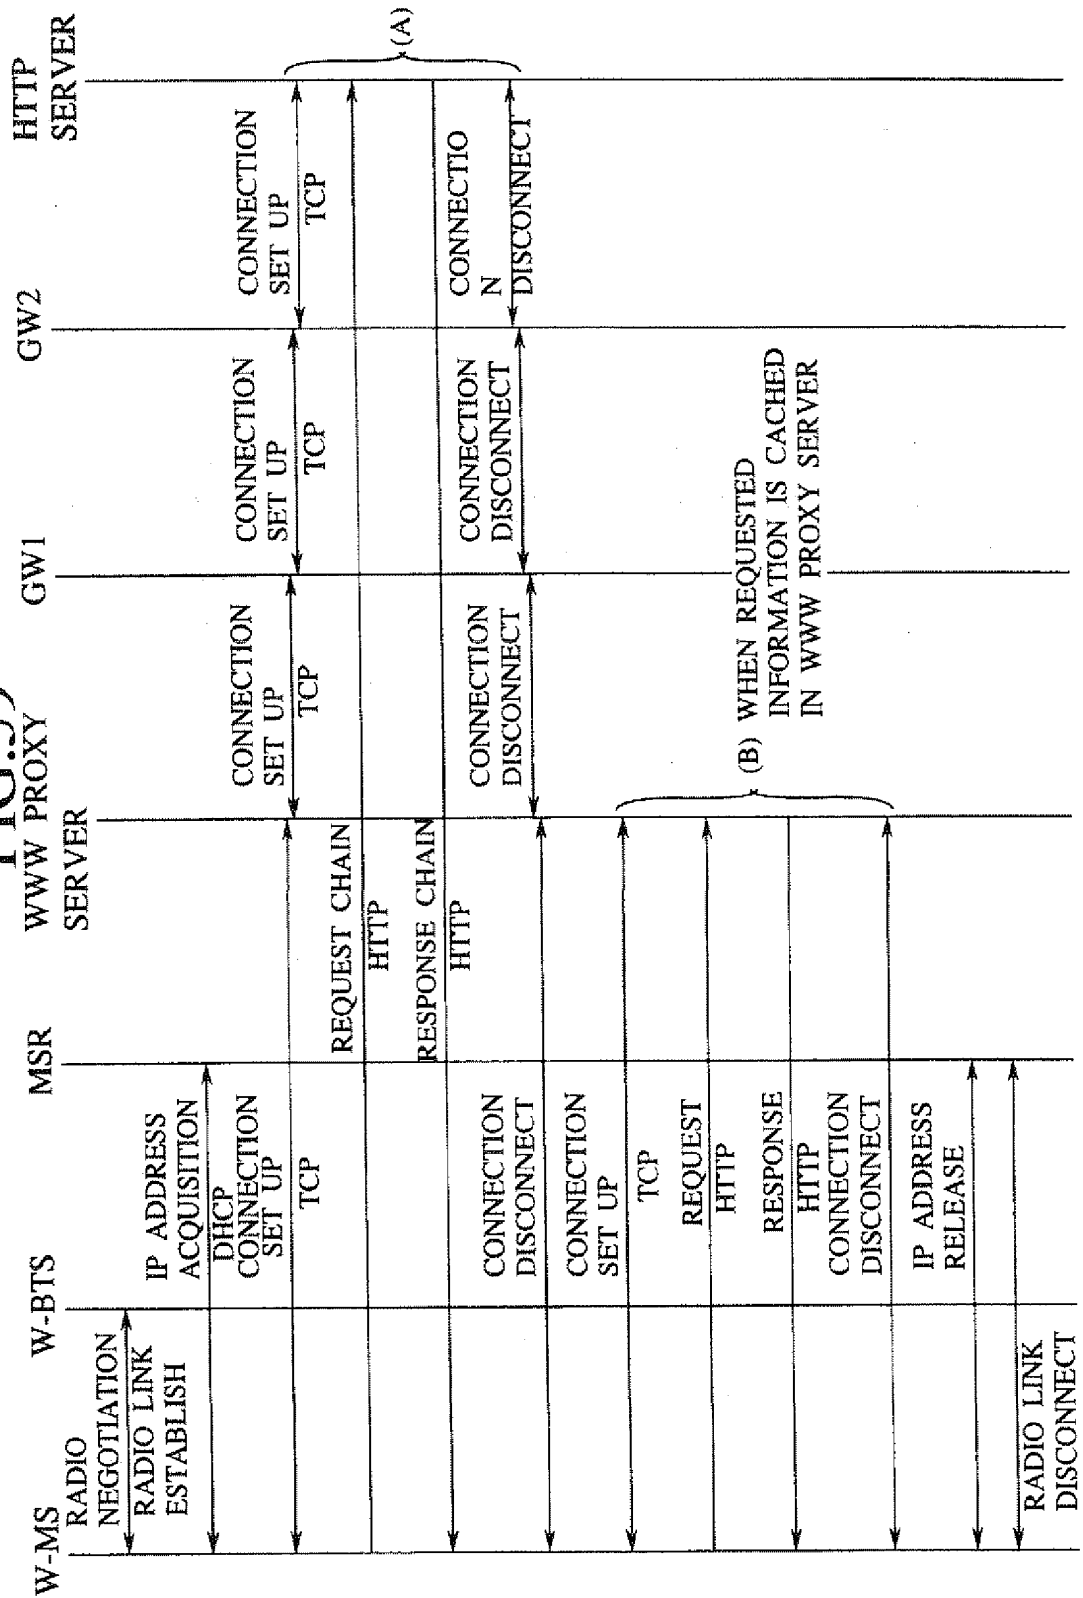 WWW PROXY
SERVER
W-MS
W-BTS
MSR
GW1
GW2
HTTP
SERVER
RADIO
NEGOTIATION
RADIO LINK
ESTABLISH
IP ADDRESS
ACQUISITION
DHCP
CONNECTION
SET UP
TCP
CONNECTION
SET UP
TCP
CONNECTION
SET UP
TCP
CONNECTION
SET UP
TCP
REQUEST CHAIN
HTTP
RESPONSE CHAIN
HTTP
(A)
CONNECTION
DISCONNECT
CONNECTION
DISCONNECT
CONNECTION
DISCONNECT
CONNECTIO
N
DISCONNECT
CONNECTION
SET UP
TCP
REQUEST
HTTP
RESPONSE
HTTP
CONNECTION
DISCONNECT
(B) WHEN REQUESTED
INFORMATION IS CACHED
IN WWW PROXY SERVER
IP ADDRESS
RELEASE
RADIO LINK
DISCONNECT